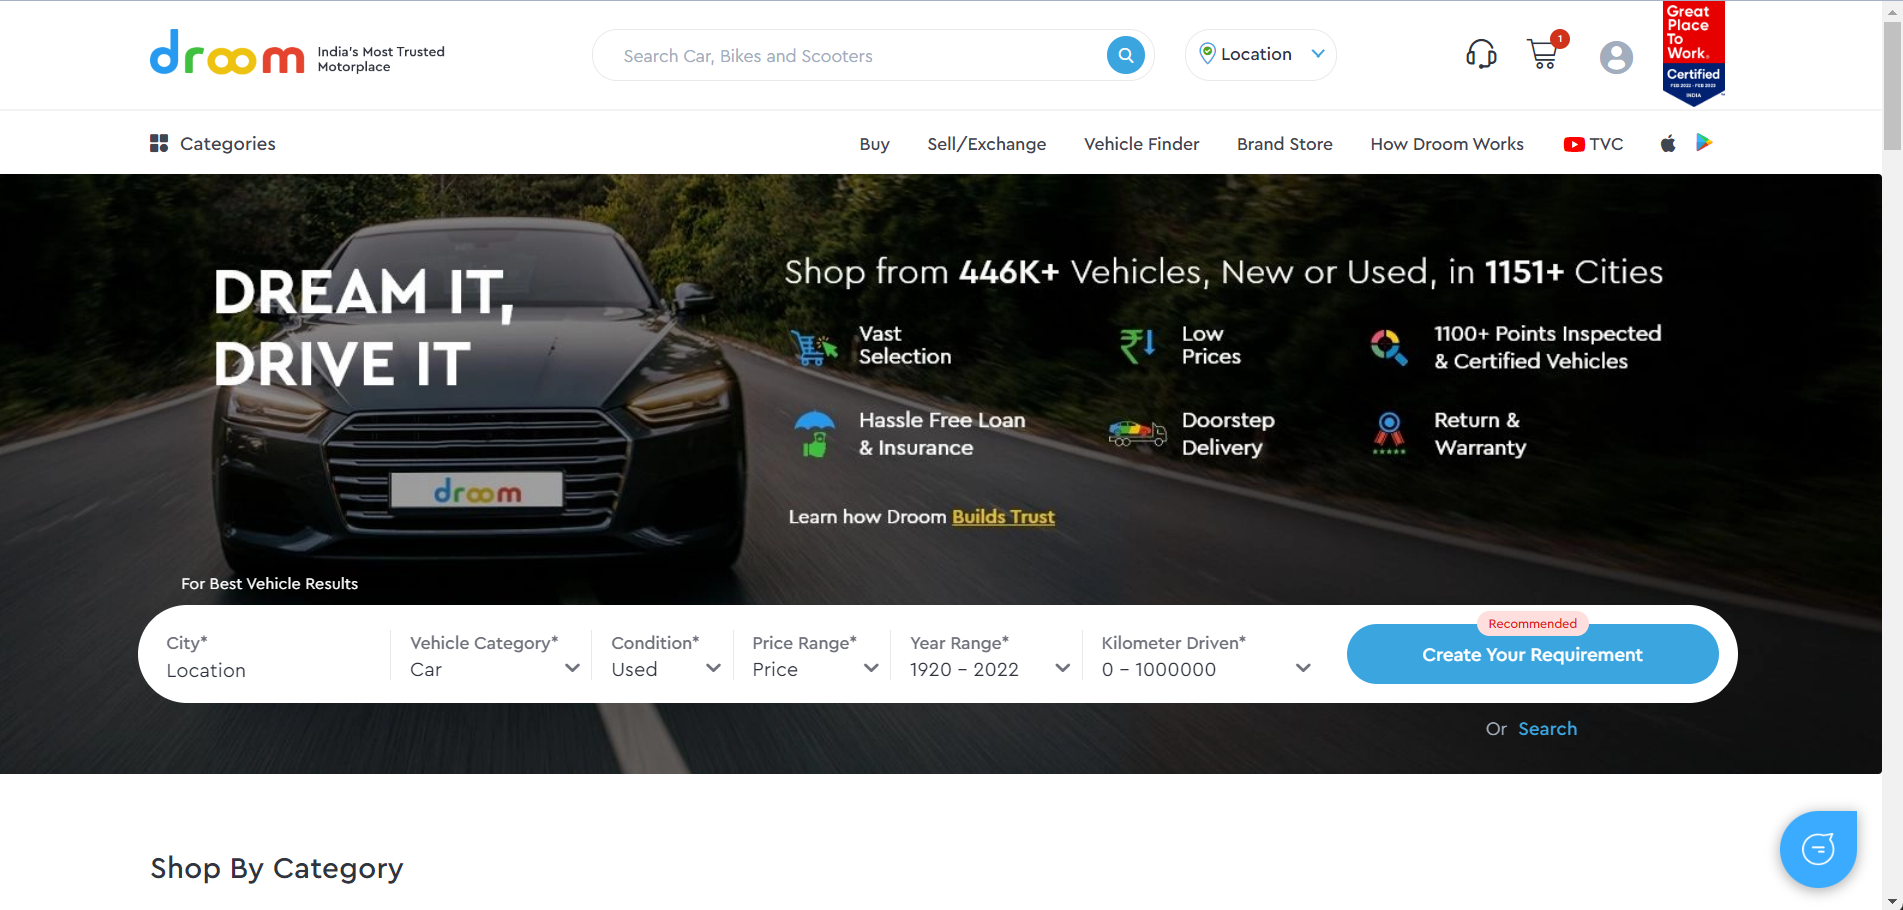 droom
India's Most Trusted
Motorplace
Search Car, Bikes and Scooters
Location
1
Great
Place
To
Work.
Certified
FEB 2022 - FEB 2023
INDIA
Categories
Buy
Sell/Exchange
Vehicle Finder
Brand Store
How Droom Works
TVC
DREAM IT,
DRIVE IT
droom
Shop from 446K+ Vehicles, New or Used, in 1151+ Cities
Vast
Selection
Low
Prices
1100+ Points Inspected
& Certified Vehicles
Hassle Free Loan
& Insurance
Doorstep
Delivery
Return &
Warranty
Learn how Droom Builds Trust
For Best Vehicle Results
City*
Location
Vehicle Category*
Car
Condition*
Used
Price Range*
Price
Year Range*
1920 - 2022
Kilometer Driven*
0 - 1000000
Recommended
Create Your Requirement
Or Search
Shop By Category